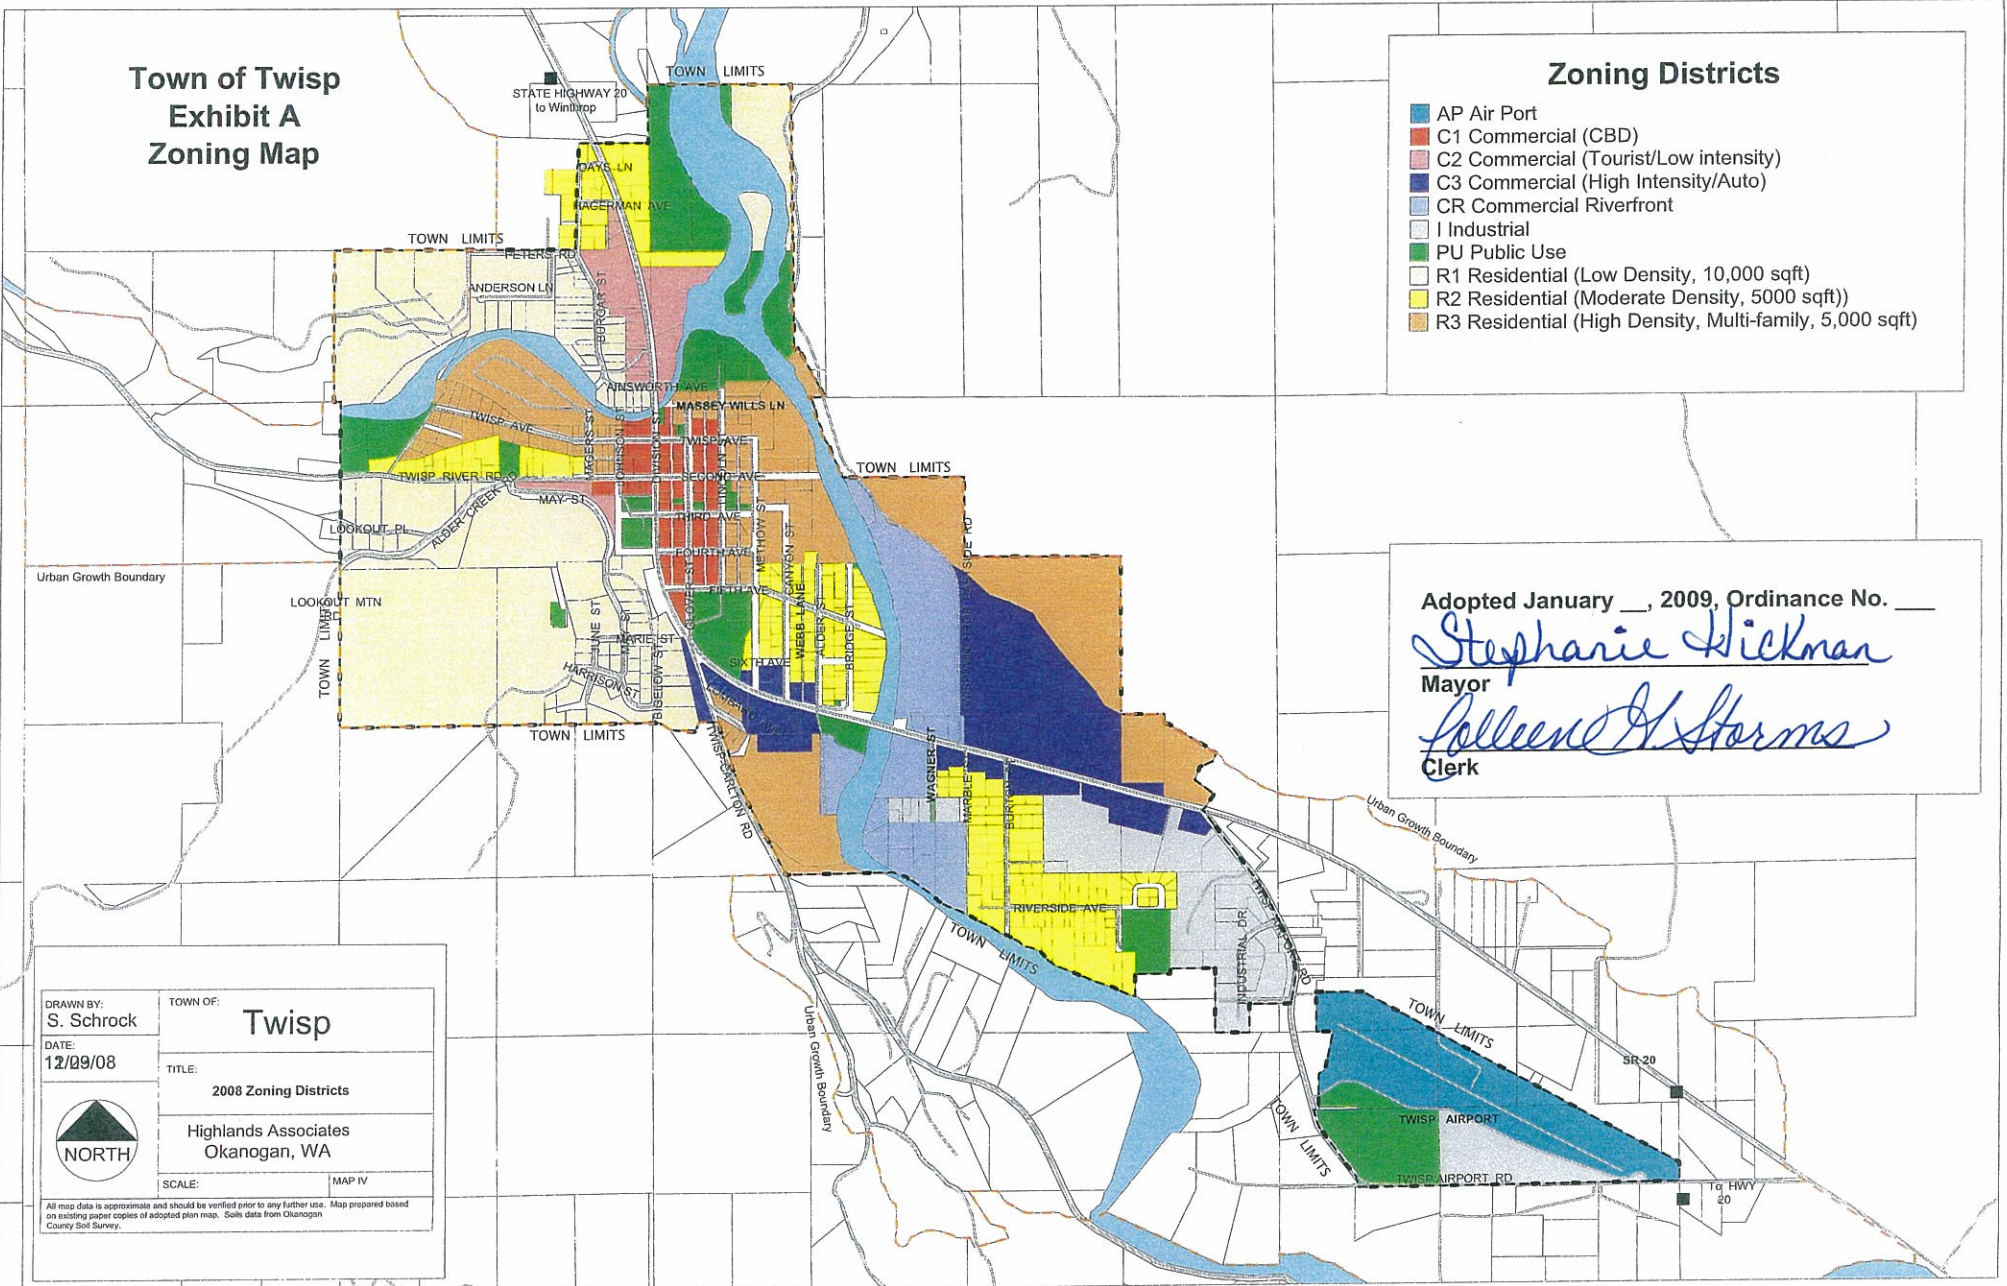 Town of Twisp
Exhibit A
Zoning Map
TOWN LIMITS
STATE HIGHWAY 20
to Winthrop
DAYS LN
HAGERMAN AVE
TOWN LIMITS
PETERS RD
ANDERSON LN
BURGAR ST
AINSWORTH AVE
MASSEY WILLS LN
TWISP AVE
TWISP AVE
MAGERS ST
JOHNSON ST
DIVISION ST
LINCOLN ST
SECOND AVE
TWISP RIVER RD
MAY ST
ALDER CREEK RD
THIRD AVE
LOOKOUT PL
METHOW ST
CANYON ST
FOURTH AVE
FIFTH AVE
GLOVER ST
WEBB LANE
ALDER ST
BRIDGE ST
TOWN LIMITS
Urban Growth Boundary
LOOKOUT MTN
RD
TOWN LIMITS
JUNE ST
MARIE ST
HARRISON ST
BIGELOW ST
SIXTH AVE
LOMBARD AVE
TOWN LIMITS
TWISP-CARLTON RD
WAGNER ST
MARBLE
BURTON
RIVERSIDE AVE
INDUSTRIAL DR
TWISP AIRPORT RD
TOWN LIMITS
Urban Growth Boundary
Urban Growth Boundary
TOWN LIMITS
SR 20
TWISP AIRPORT
TOWN LIMITS
TWISP AIRPORT RD
To HWY
20
Zoning Districts
AP Air Port
C1 Commercial (CBD)
C2 Commercial (Tourist/Low intensity)
C3 Commercial (High Intensity/Auto)
CR Commercial Riverfront
I Industrial
PU Public Use
R1 Residential (Low Density, 10,000 sqft)
R2 Residential (Moderate Density, 5000 sqft))
R3 Residential (High Density, Multi-family, 5,000 sqft)
Adopted January __, 2009, Ordinance No. ___
Stephanie Hickman
Mayor
Colleene H Storms
Clerk
DRAWN BY:
S. Schrock
DATE:
TOWN OF:
Twisp
TITLE:
2008 Zoning Districts
Highlands Associates
Okanogan, WA
SCALE:
MAP IV
NORTH
All map data is approximate and should be verified prior to any further use. Map prepared based
on existing paper copies of adopted plan map. Soils data from Okanogan
County Soil Survey.